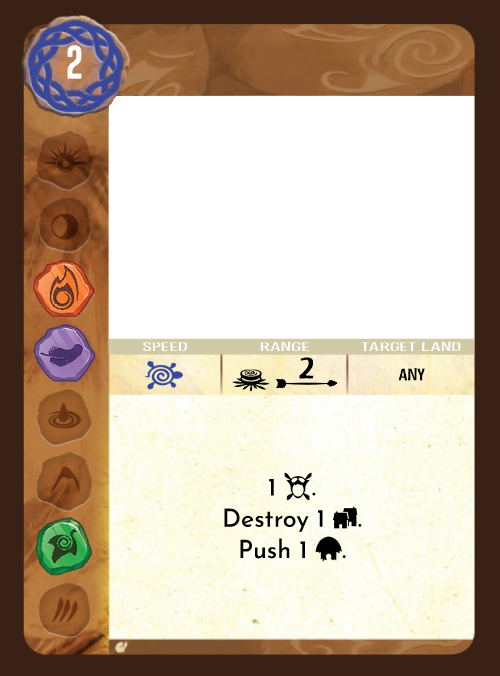 2
SPEED RANGE TARGET LAND
2 ANY
1 .
Destroy 1 .
Push 1 .